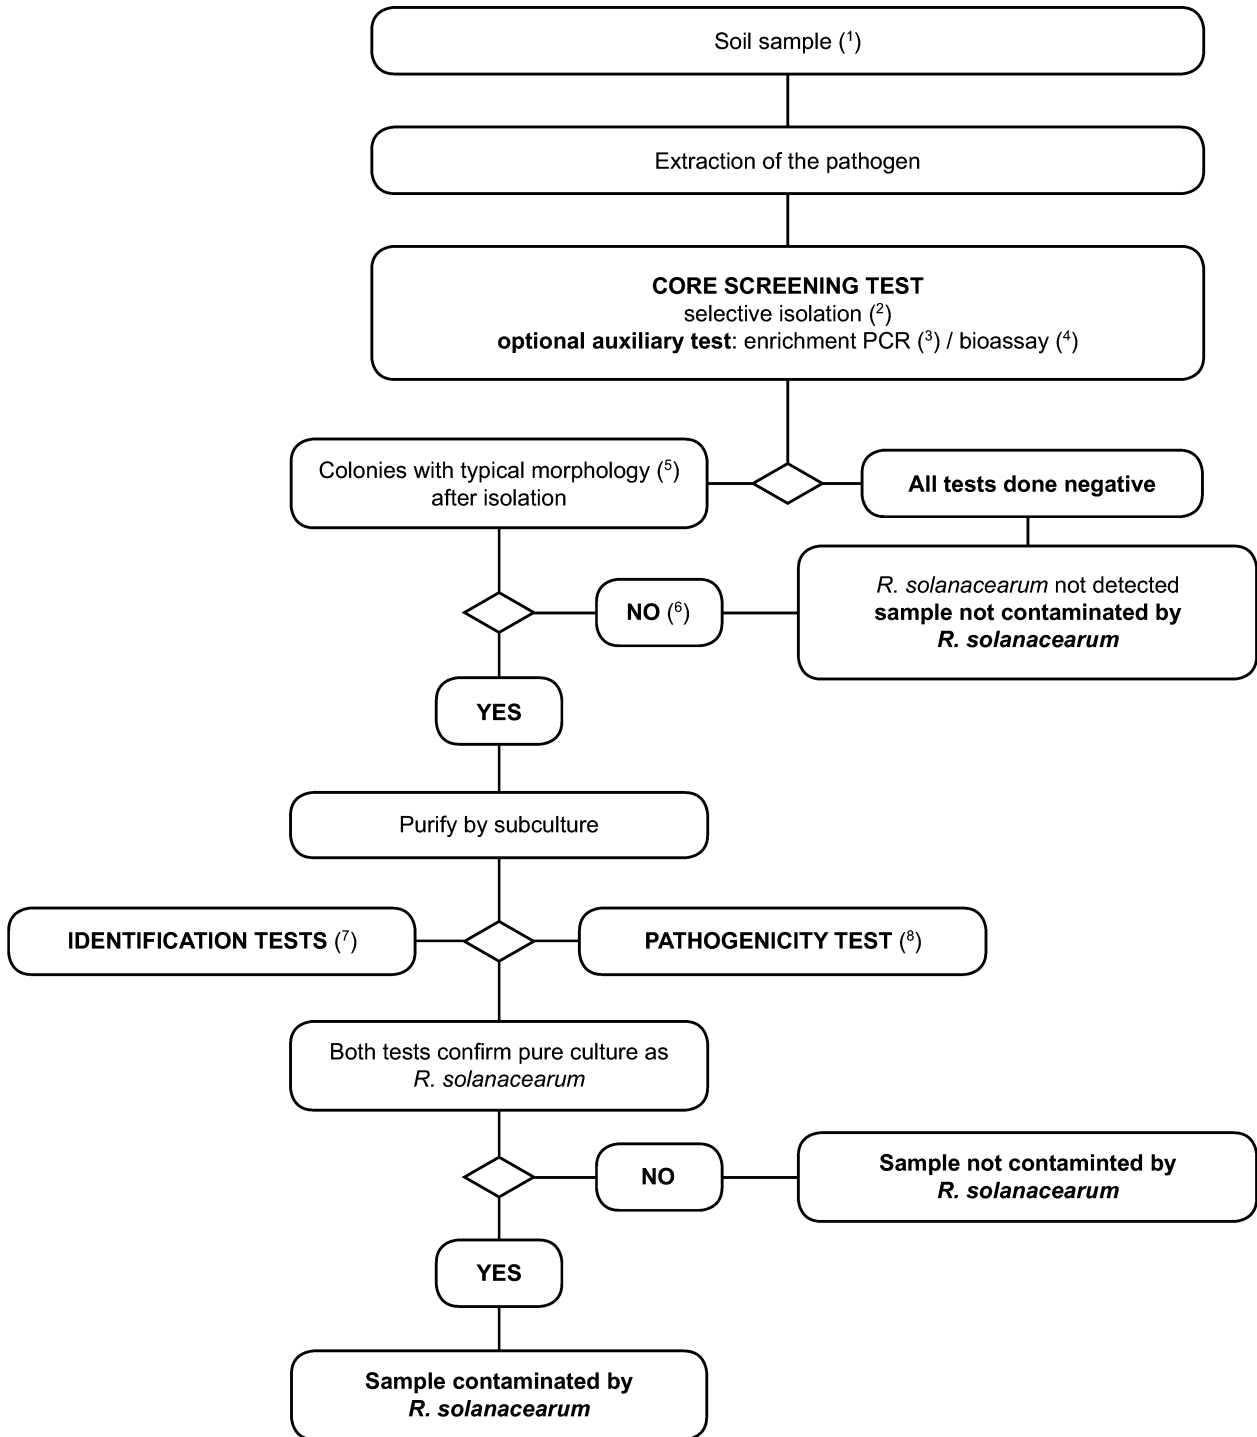 Soil sample (¹)
Extraction of the pathogen
CORE SCREENING TEST
selective isolation (²)
optional auxiliary test: enrichment PCR (³) / bioassay (⁴)
Colonies with typical morphology (⁵)
after isolation
All tests done negative
R. solanacearum not detected
sample not contaminated by
R. solanacearum
NO (⁶)
YES
Purify by subculture
IDENTIFICATION TESTS (⁷)
PATHOGENICITY TEST (⁸)
Both tests confirm pure culture as
R. solanacearum
NO
Sample not contaminted by
R. solanacearum
YES
Sample contaminated by
R. solanacearum